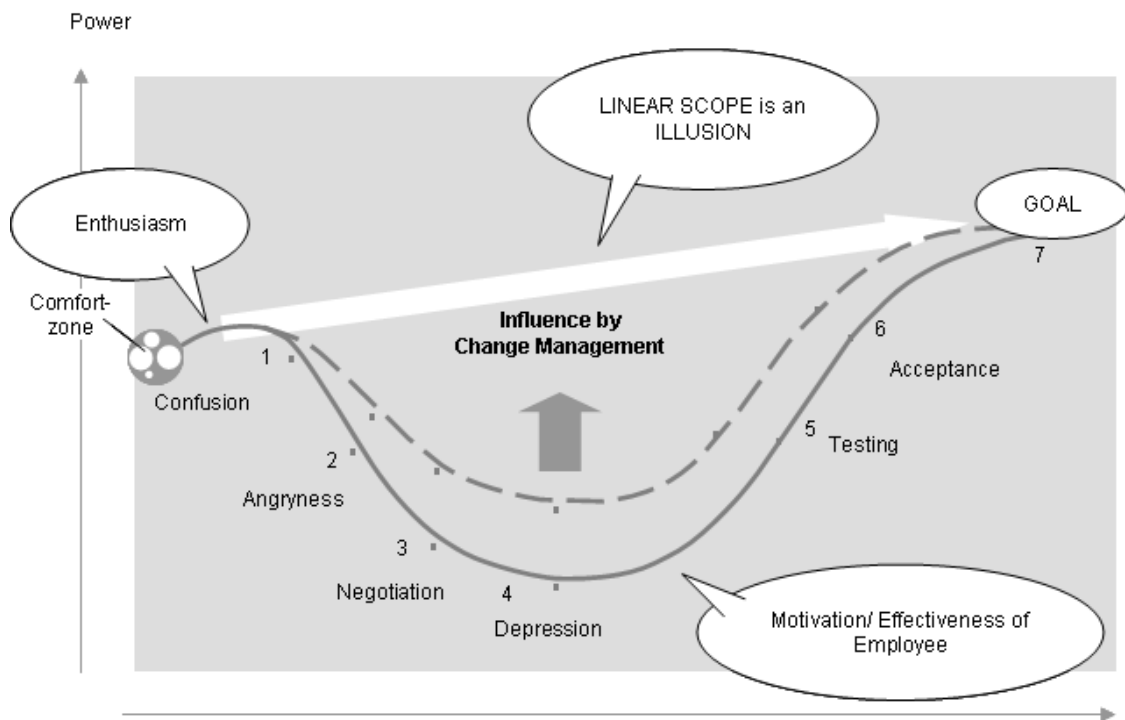 Power
LINEAR SCOPE is an
ILLUSION
Enthusiasm
GOAL
7
Comfort-
zone
Influence by
Change Management
1
6
Confusion
Acceptance
5
Testing
2
Angryness
3
Negotiation
4
Depression
Motivation/ Effectiveness of
Employee